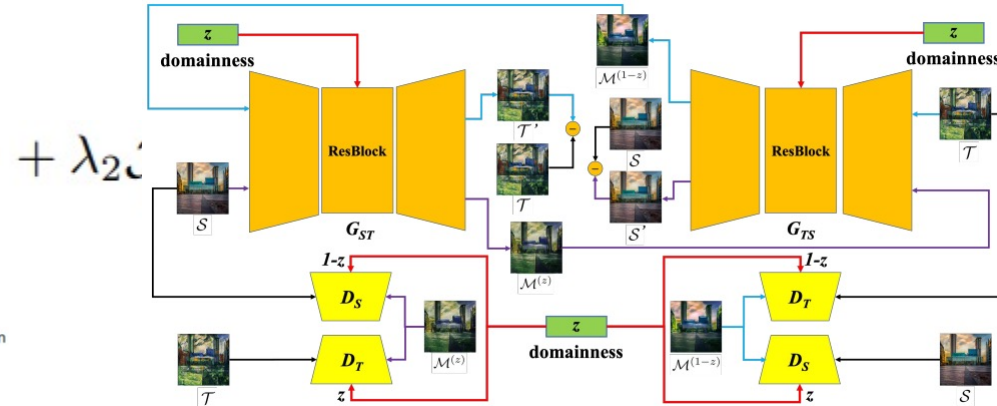 + λ₂
n
z
domainness
z
domainness
ℳ^(1−z)
ResBlock
ResBlock
𝒯'
𝒮
𝒯
𝒮
𝒯
𝒮'
G_ST
G_TS
ℳ^(z)
1-z
1-z
D_S
D_T
z
domainness
ℳ^(z)
ℳ^(1−z)
D_T
D_S
𝒯
z
z
𝒮